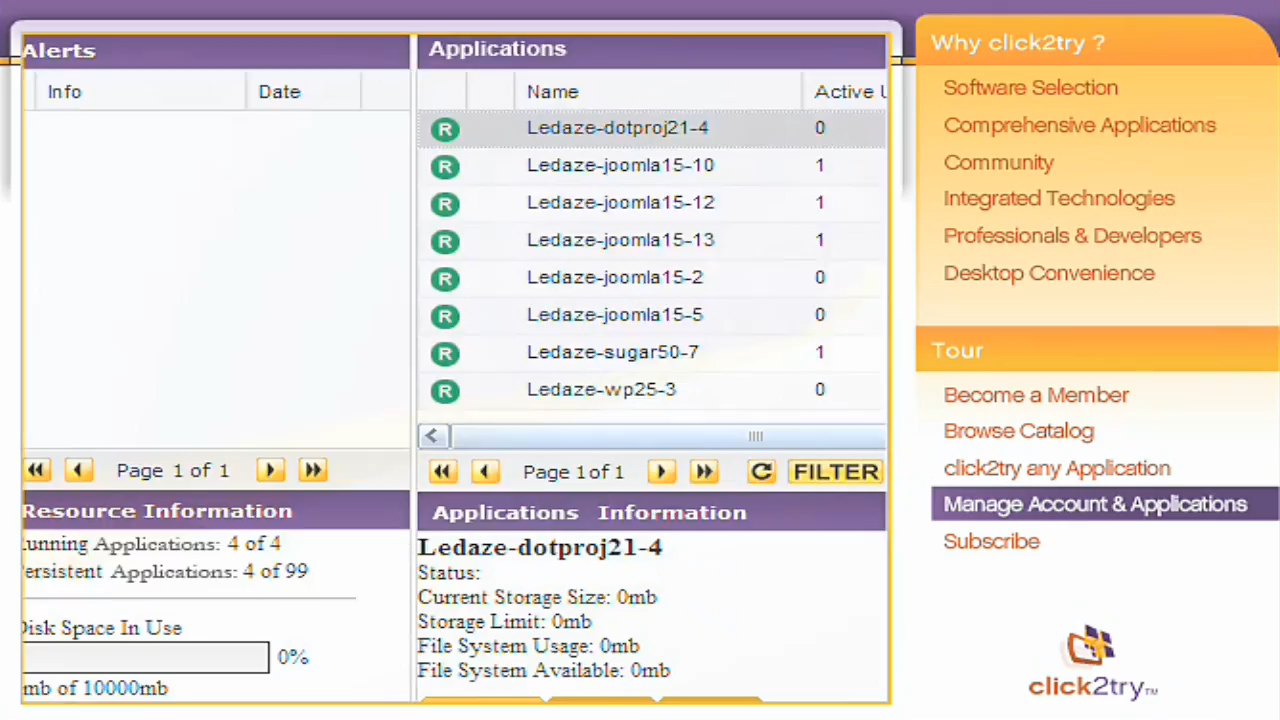 Alerts
Info Date
Page 1 of 1
Resource Information
unning Applications: 4 of 4
ersistent Applications: 4 of 99
isk Space In Use
0%
mb of 10000mb
Applications
Name Active U
R Ledaze-dotproj21-4 0
R Ledaze-joomla15-10 1
R Ledaze-joomla15-12 1
R Ledaze-joomla15-13 1
R Ledaze-joomla15-2 0
R Ledaze-joomla15-5 0
R Ledaze-sugar50-7 1
R Ledaze-wp25-3 0
Page 1 of 1 FILTER
Applications Information
Ledaze-dotproj21-4
Status:
Current Storage Size: 0mb
Storage Limit: 0mb
File System Usage: 0mb
File System Available: 0mb
Why click2try ?
Software Selection
Comprehensive Applications
Community
Integrated Technologies
Professionals & Developers
Desktop Convenience
Tour
Become a Member
Browse Catalog
click2try any Application
Manage Account & Applications
Subscribe
click2try™